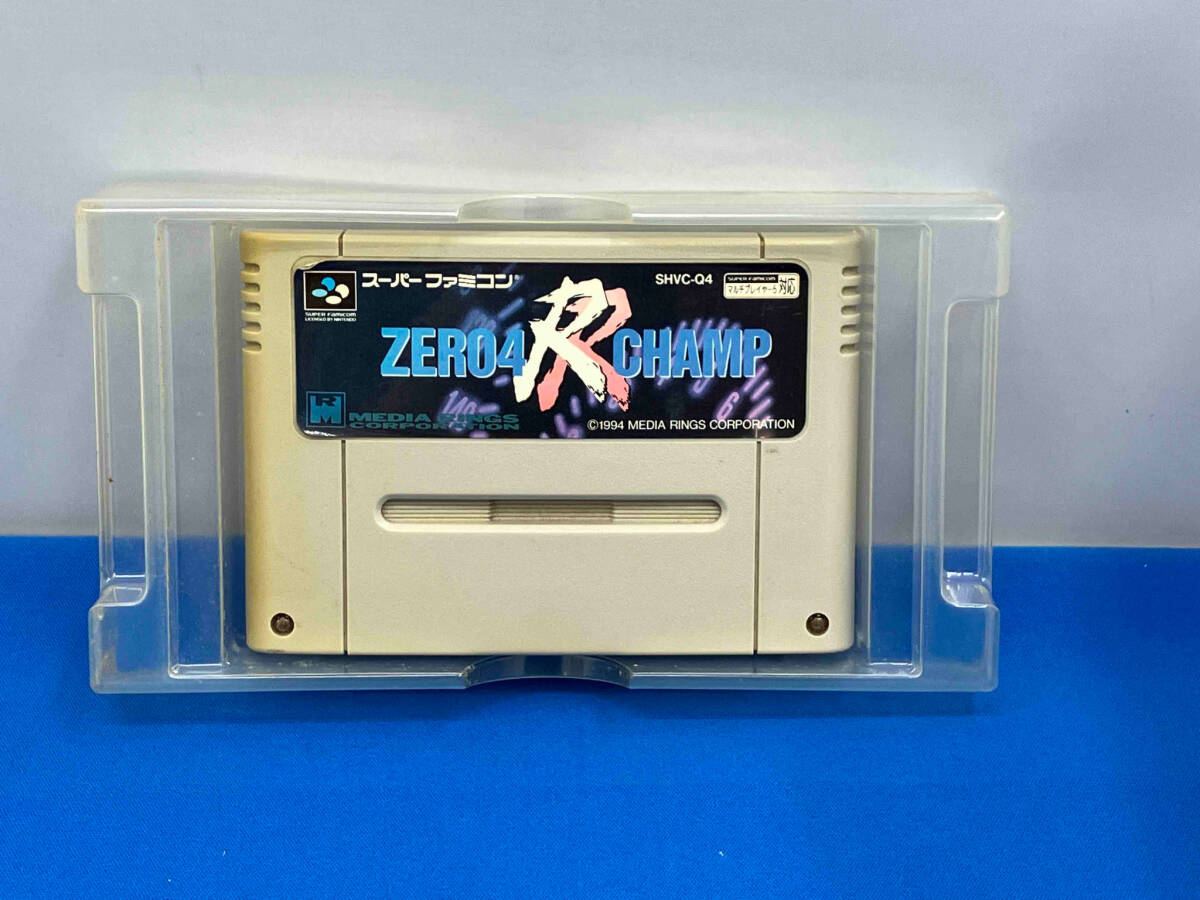 スーパーファミコン
SUPER FAMICOM
LICENSED BY NINTENDO
SHVC-Q4
SUPER FAMICOM
マルチプレイヤー5 対応
ZERO4 RR CHAMP
RM
MEDIA RINGS
CORPORATION
©1994 MEDIA RINGS CORPORATION